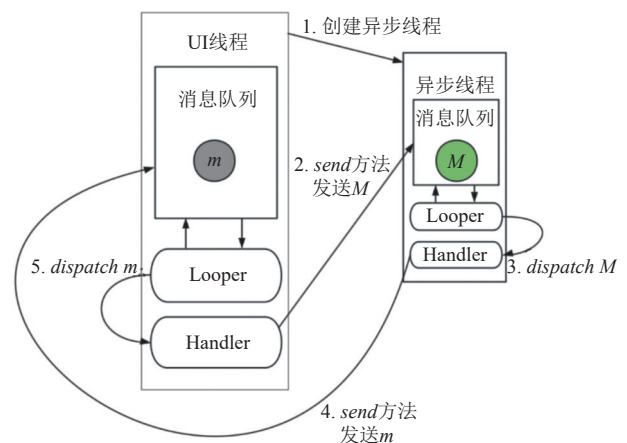 1. 创建异步线程
UI线程
异步线程
消息队列
消息队列
m
M
2. send方法
发送M
Looper
Handler
3. dispatch M
5. dispatch m
Looper
Handler
4. send方法
发送m